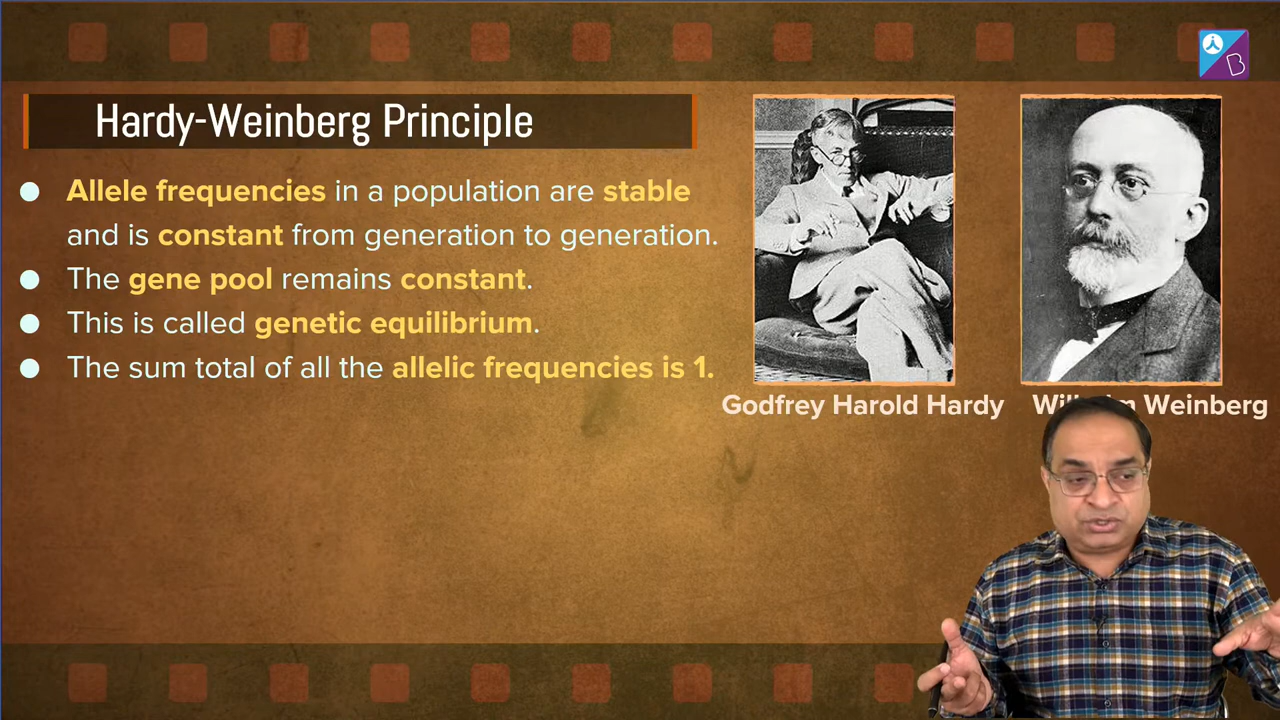 Hardy-Weinberg Principle
● Allele frequencies in a population are stable
and is constant from generation to generation.
● The gene pool remains constant.
● This is called genetic equilibrium.
● The sum total of all the allelic frequencies is 1.
Godfrey Harold Hardy
Weinberg
B